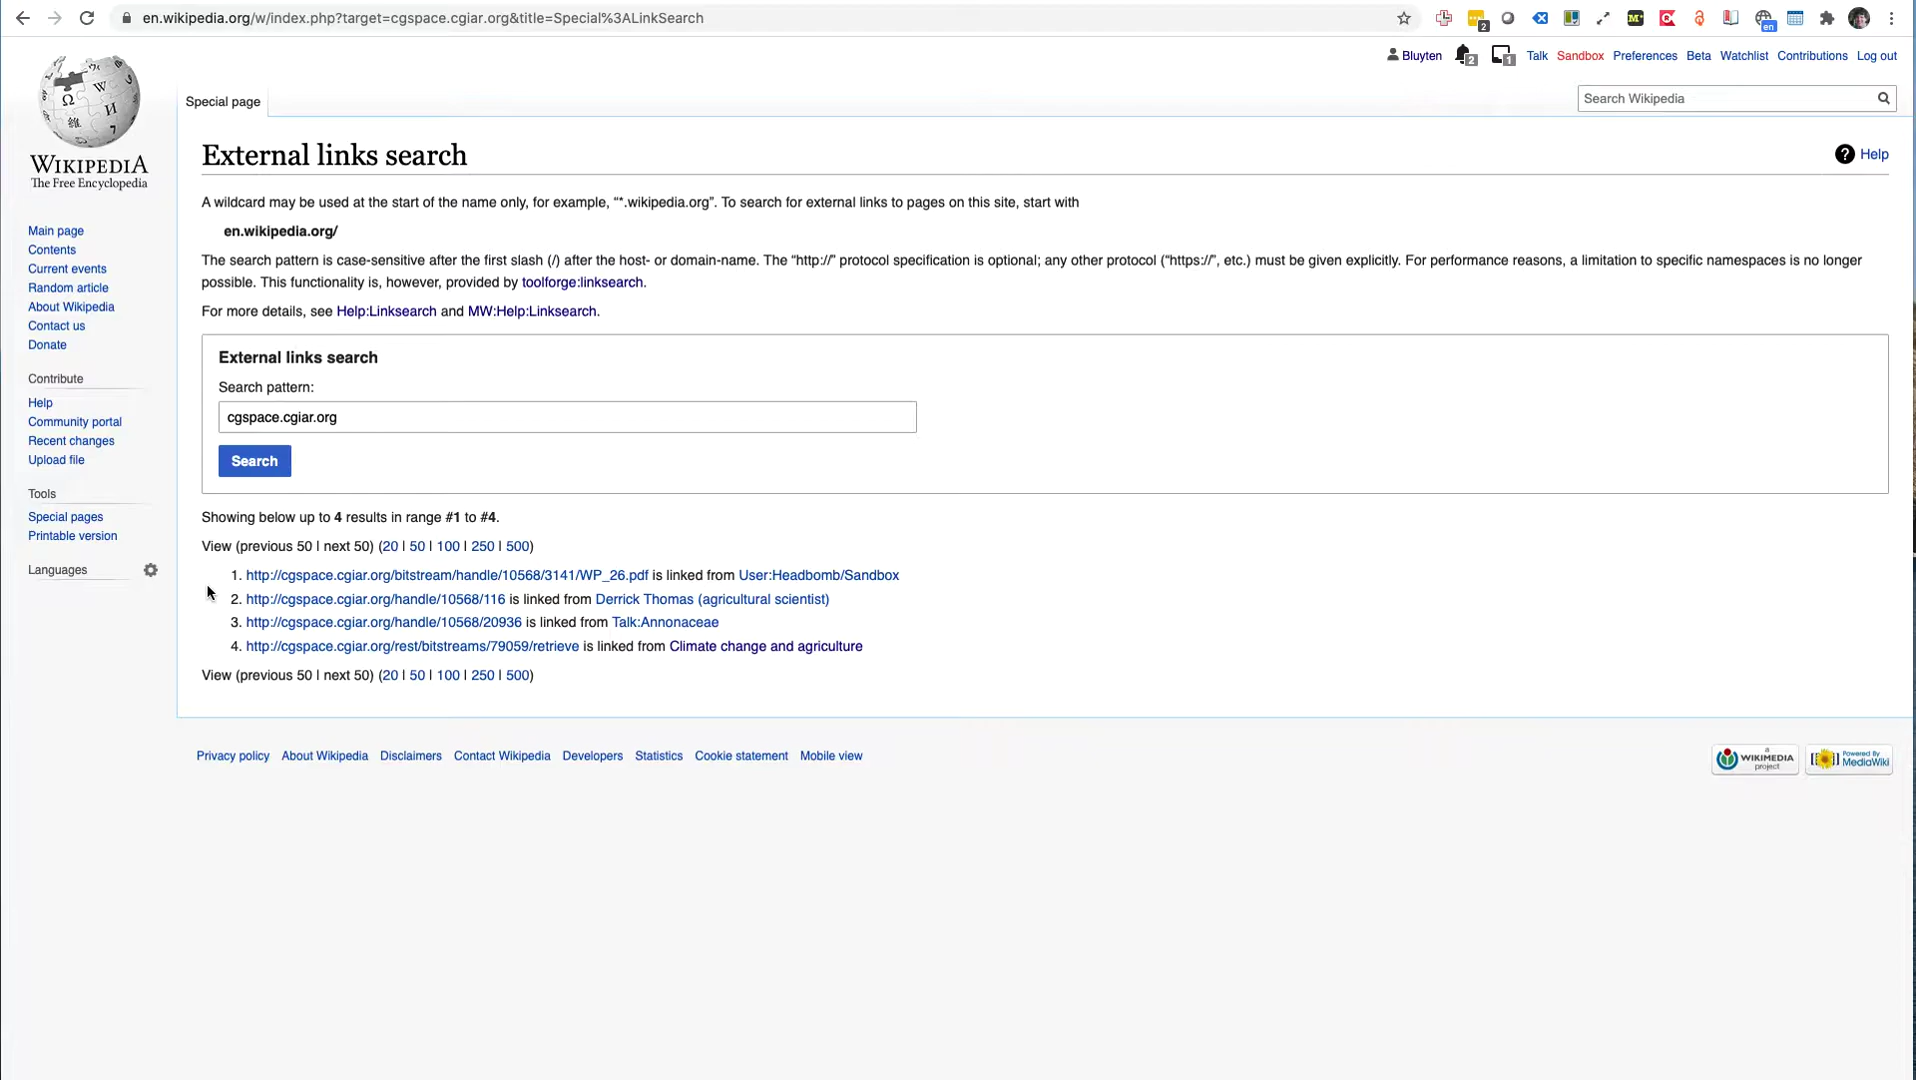 en.wikipedia.org/w/index.php?target=cgspace.cgiar.org&title=Special%3ALinkSearch
2
en
Bluyten 2 1 Talk Sandbox Preferences Beta Watchlist Contributions Log out
Special page
Search Wikipedia
WIKIPEDIA
The Free Encyclopedia
Main page
Contents
Current events
Random article
About Wikipedia
Contact us
Donate
Contribute
Help
Community portal
Recent changes
Upload file
Tools
Special pages
Printable version
Languages
External links search
? Help
A wildcard may be used at the start of the name only, for example, “*.wikipedia.org”. To search for external links to pages on this site, start with
en.wikipedia.org/
The search pattern is case-sensitive after the first slash (/) after the host- or domain-name. The “http://” protocol specification is optional; any other protocol (“https://”, etc.) must be given explicitly. For performance reasons, a limitation to specific namespaces is no longer
possible. This functionality is, however, provided by toolforge:linksearch.
For more details, see Help:Linksearch and MW:Help:Linksearch.
External links search
Search pattern:
cgspace.cgiar.org
Search
Showing below up to 4 results in range #1 to #4.
View (previous 50 | next 50) (20 | 50 | 100 | 250 | 500)
1. http://cgspace.cgiar.org/bitstream/handle/10568/3141/WP_26.pdf is linked from User:Headbomb/Sandbox
2. http://cgspace.cgiar.org/handle/10568/116 is linked from Derrick Thomas (agricultural scientist)
3. http://cgspace.cgiar.org/handle/10568/20936 is linked from Talk:Annonaceae
4. http://cgspace.cgiar.org/rest/bitstreams/79059/retrieve is linked from Climate change and agriculture
View (previous 50 | next 50) (20 | 50 | 100 | 250 | 500)
Privacy policy About Wikipedia Disclaimers Contact Wikipedia Developers Statistics Cookie statement Mobile view
a WIKIMEDIA project
Powered By MediaWiki